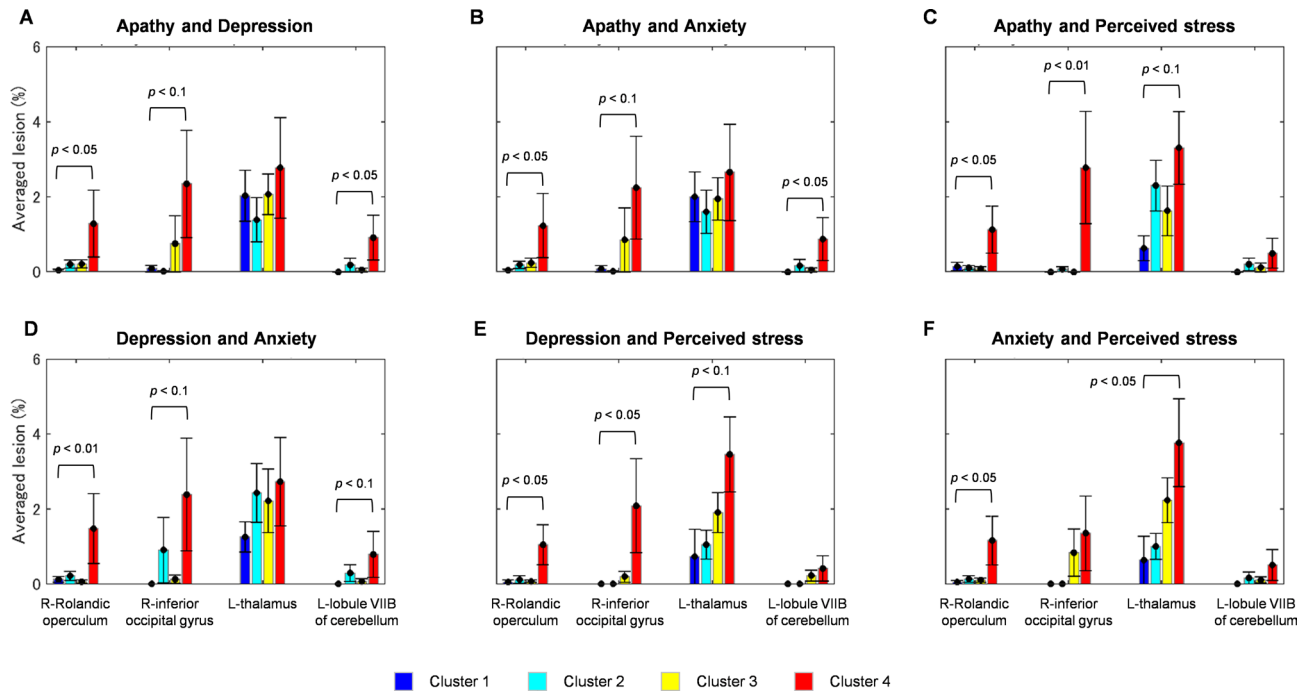 A
Apathy and Depression
Averaged lesion (%)
6
4
2
0
p < 0.05
p < 0.1
p < 0.05
B
Apathy and Anxiety
p < 0.05
p < 0.1
p < 0.05
C
Apathy and Perceived stress
p < 0.05
p < 0.01
p < 0.1
D
Depression and Anxiety
Averaged lesion (%)
6
4
2
0
p < 0.01
p < 0.1
p < 0.1
R-Rolandic
operculum
R-inferior
occipital gyrus
L-thalamus
L-lobule VIIB
of cerebellum
E
Depression and Perceived stress
p < 0.05
p < 0.05
p < 0.1
R-Rolandic
operculum
R-inferior
occipital gyrus
L-thalamus
L-lobule VIIB
of cerebellum
F
Anxiety and Perceived stress
p < 0.05
p < 0.05
R-Rolandic
operculum
R-inferior
occipital gyrus
L-thalamus
L-lobule VIIB
of cerebellum
Cluster 1
Cluster 2
Cluster 3
Cluster 4